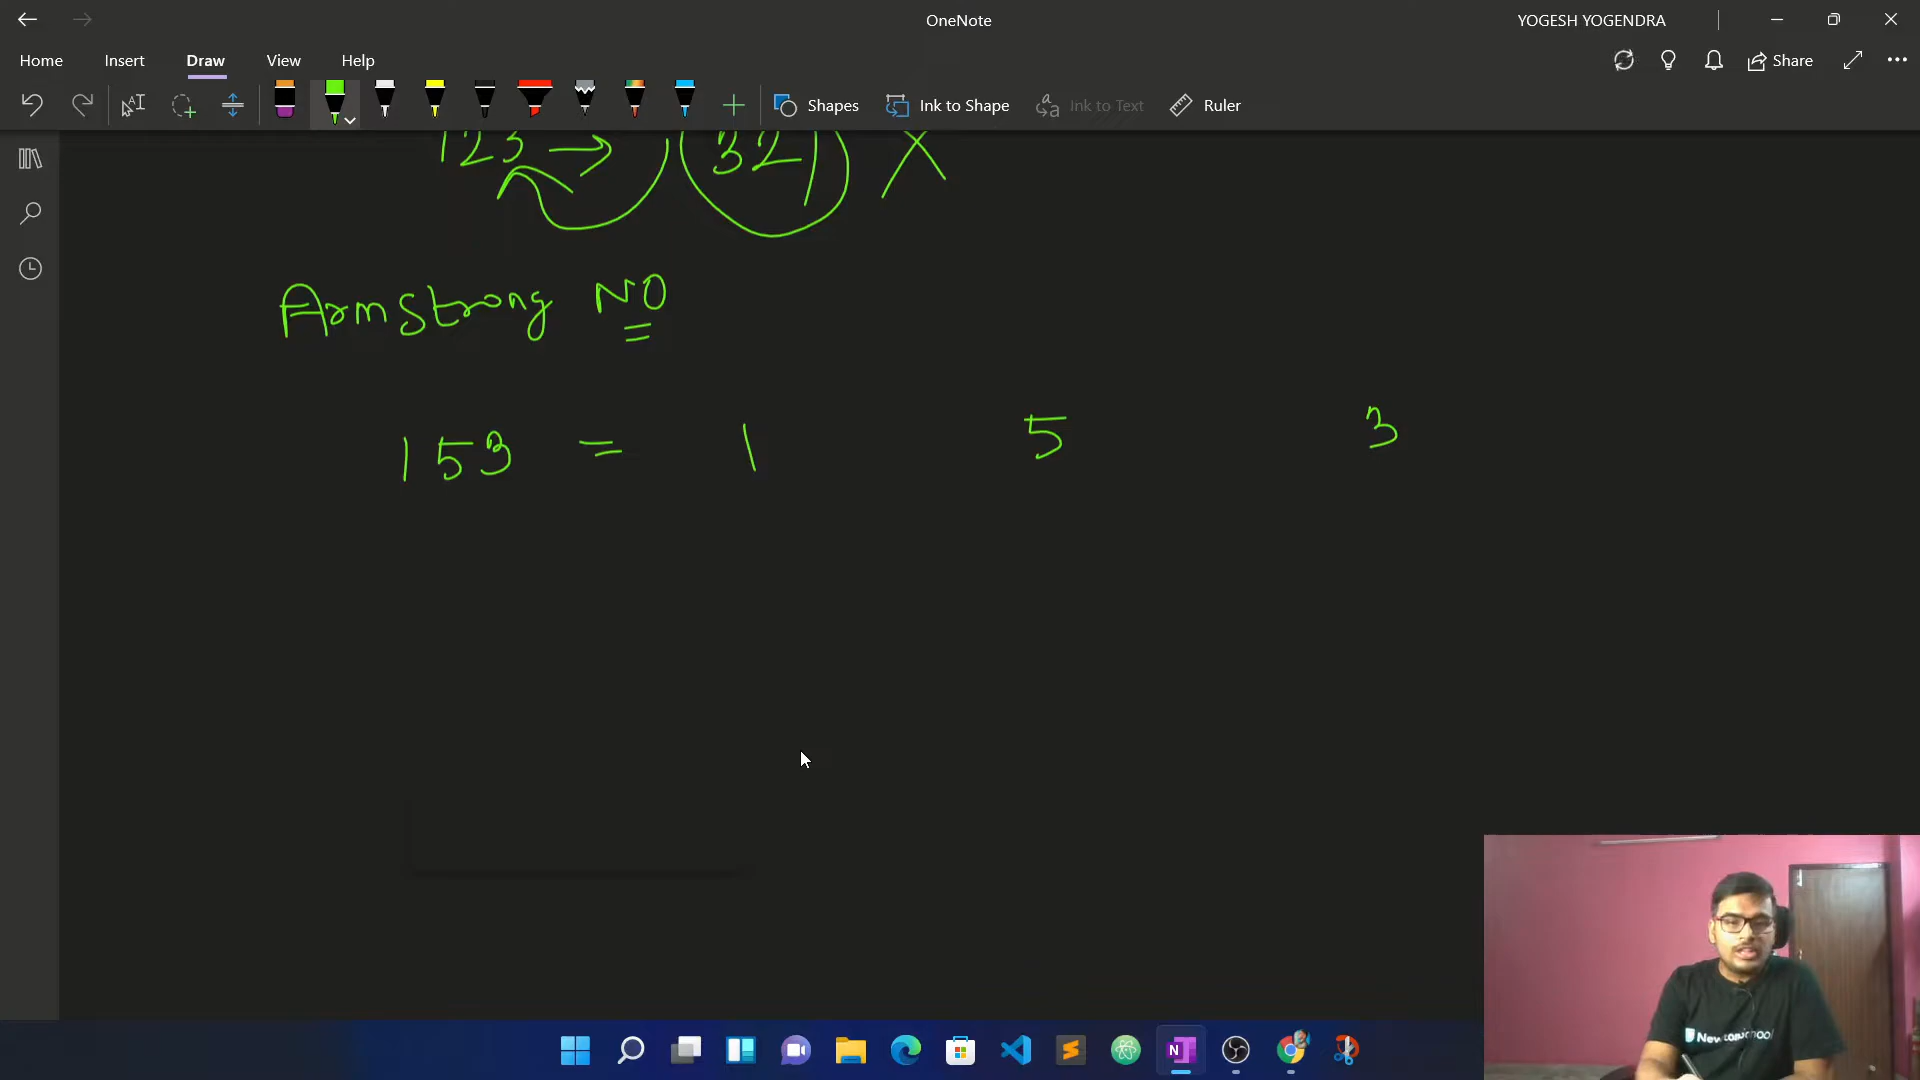 OneNote
YOGESH YOGENDRA
Home Insert Draw View Help
Share
Shapes Ink to Shape Ink to Text Ruler
123 → 321 X
Armstrong NO
153 = 1 5 3